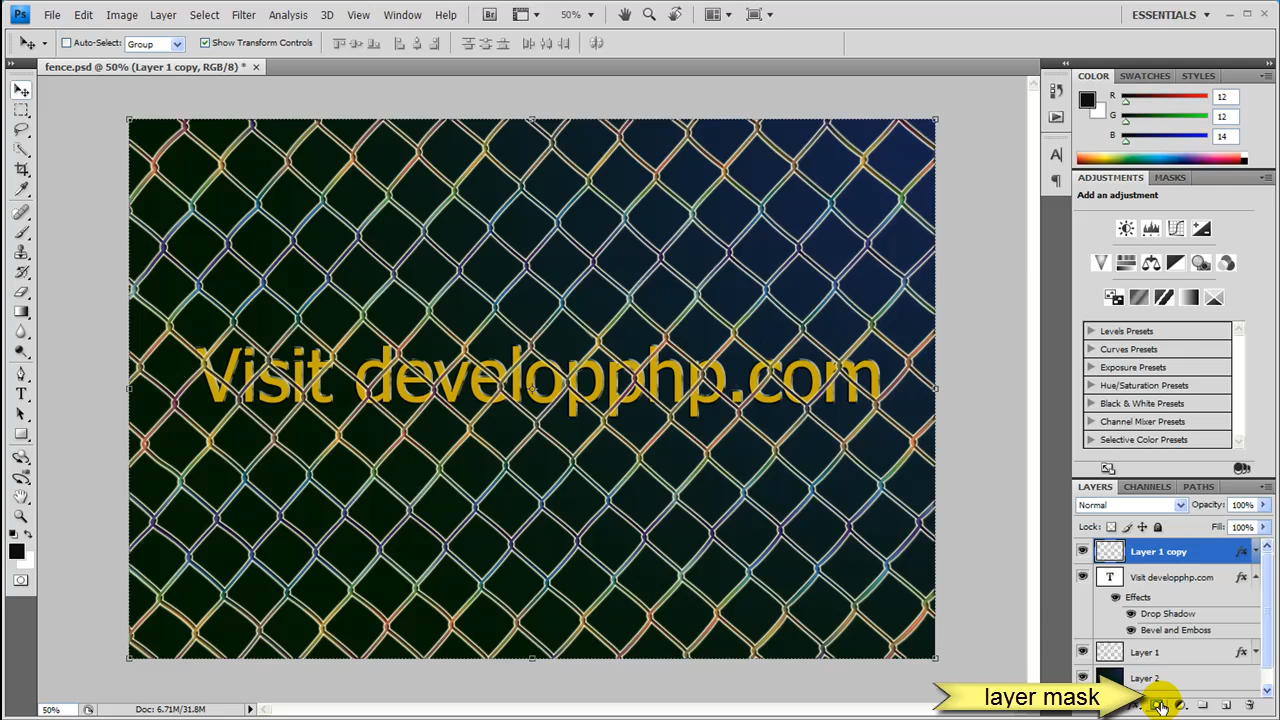 Ps File Edit Image Layer Select Filter Analysis 3D View Window Help Br 50% ESSENTIALS
Auto-Select: Group Show Transform Controls
fence.psd @ 50% (Layer 1 copy, RGB/8) *
COLOR SWATCHES STYLES
R 12
G 12
B 14
ADJUSTMENTS MASKS
Add an adjustment
Levels Presets
Curves Presets
Exposure Presets
Hue/Saturation Presets
Black & White Presets
Channel Mixer Presets
Selective Color Presets
Visit developphp.com
LAYERS CHANNELS PATHS
Normal Opacity: 100%
Lock: Fill: 100%
Layer 1 copy fx
T Visit developphp.com fx
Effects
Drop Shadow
Bevel and Emboss
Layer 1 fx
Layer 2
layer mask
50% Doc: 6.71M/31.8M